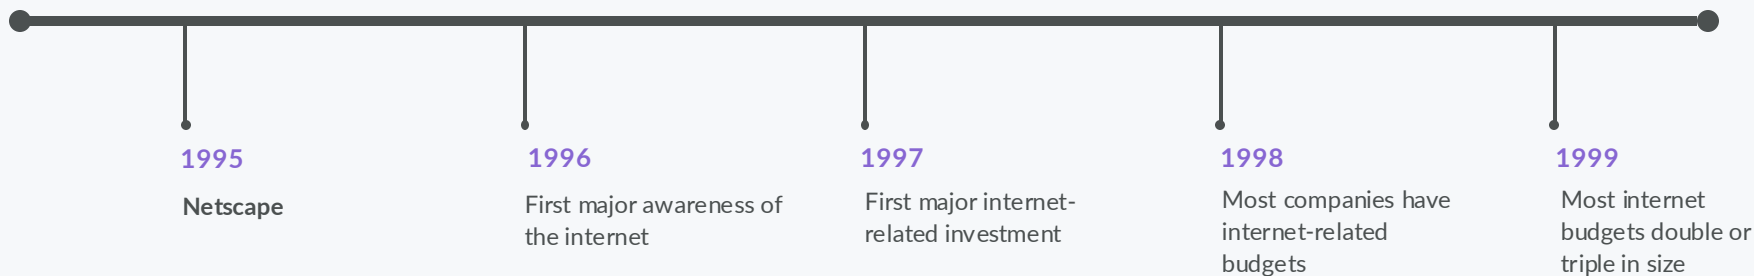 1995
Netscape
1996
First major awareness of
the internet
1997
First major internet-
related investment
1998
Most companies have
internet-related
budgets
1999
Most internet
budgets double or
triple in size